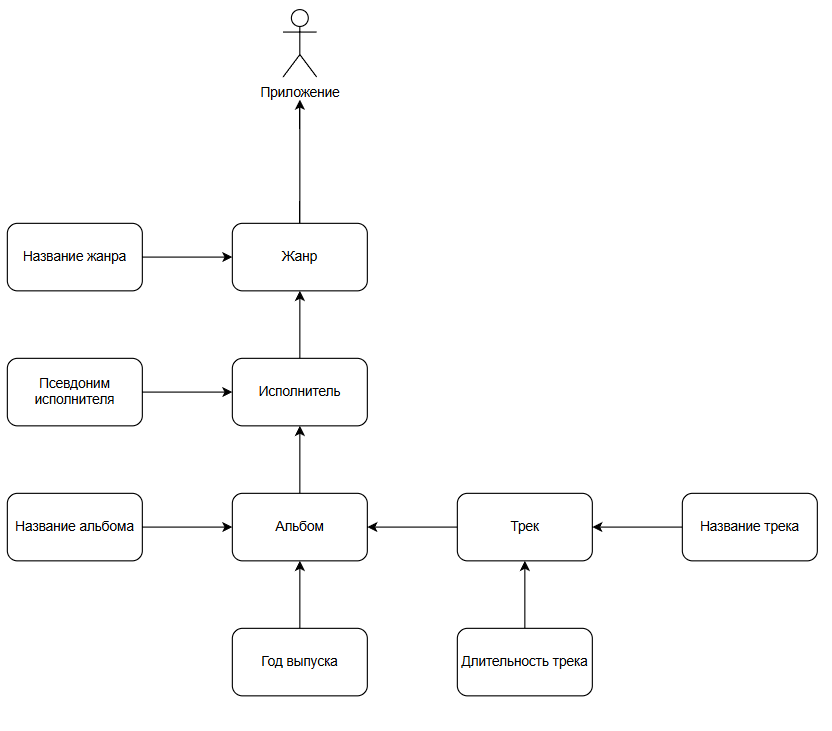 Приложение
Название жанра
Жанр
Псевдоним
исполнителя
Исполнитель
Название альбома
Альбом
Трек
Название трека
Год выпуска
Длительность трека